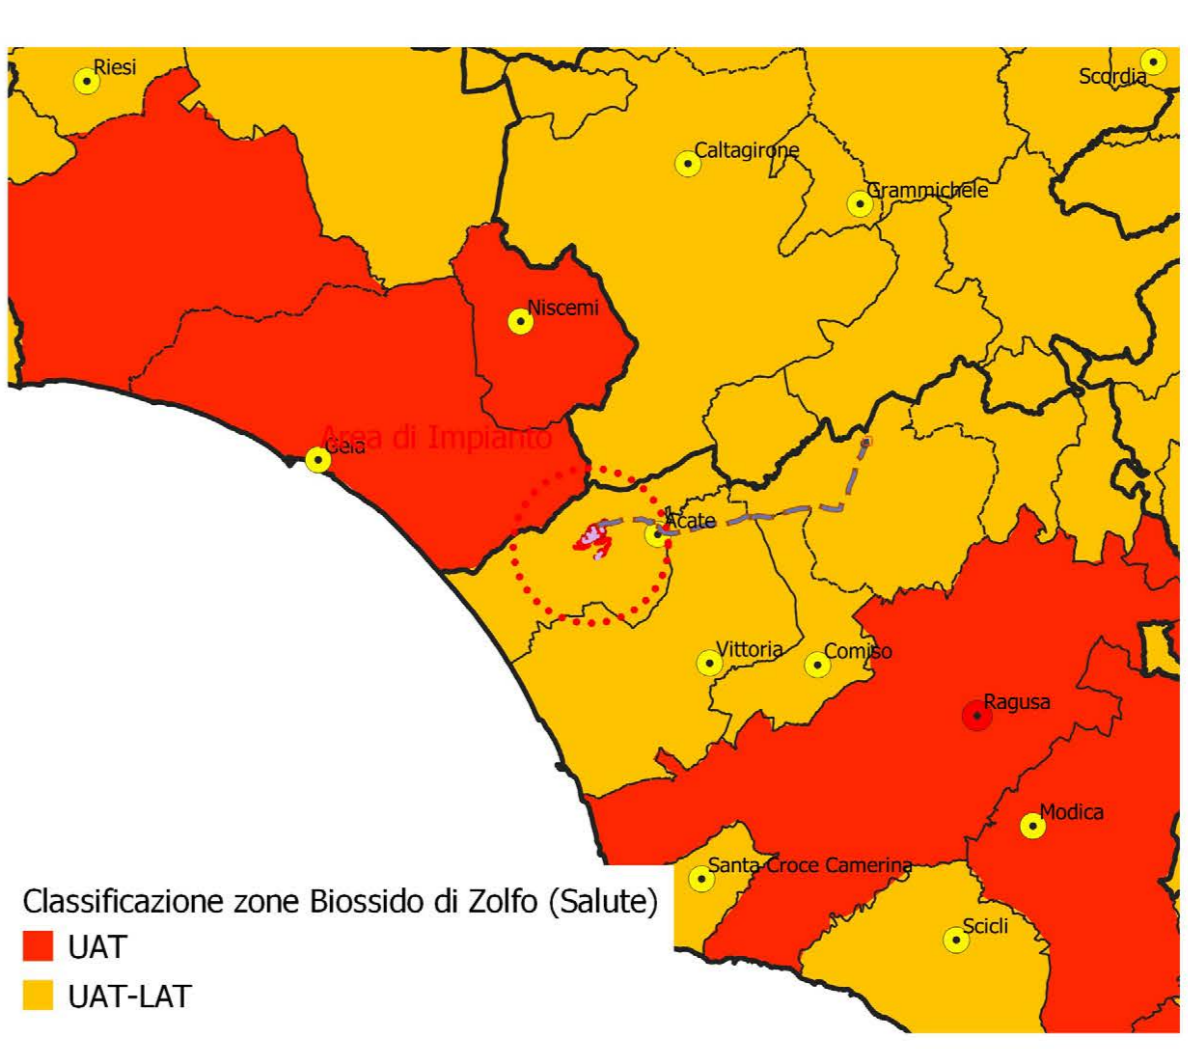 Riesi
Scordia
Caltagirone
Grammichele
Niscemi
Area di Impianto
Gela
Acate
Vittoria
Comiso
Ragusa
Modica
Santa Croce Camerina
Scicli
Classificazione zone Biossido di Zolfo (Salute)
UAT
UAT-LAT